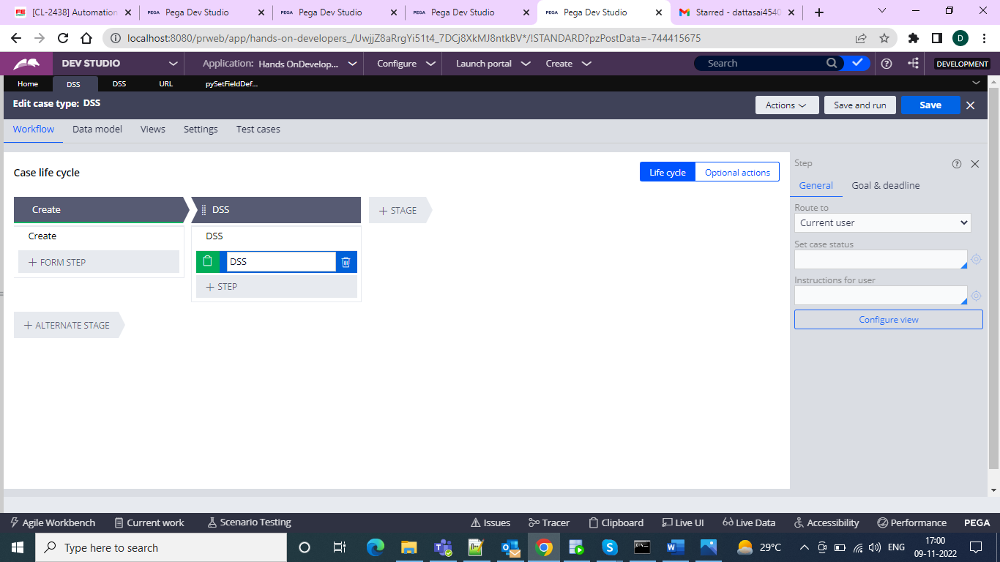 [CL-2438] Automation
PEGA Pega Dev Studio
PEGA Pega Dev Studio
PEGA Pega Dev Studio
PEGA Pega Dev Studio
Starred - dattasai4540
localhost:8080/prweb/app/hands-on-developers_/UwjjZ8aRrgYi51t4_7DCj8XkMJ8ntkBV*/!STANDARD?pzPostData=-744415675
D
DEV STUDIO
Application: Hands OnDevelop...
Configure
Launch portal
Create
Search
DEVELOPMENT
Home
DSS
DSS
URL
pySetFieldDef...
Edit case type: DSS
Actions
Save and run
Save
Workflow
Data model
Views
Settings
Test cases
Case life cycle
Life cycle
Optional actions
Create
DSS
+ STAGE
Create
DSS
+ FORM STEP
DSS
+ STEP
+ ALTERNATE STAGE
Step
General
Goal & deadline
Route to
Current user
Set case status
Instructions for user
Configure view
Agile Workbench
Current work
Scenario Testing
Issues
Tracer
Clipboard
Live UI
Live Data
Accessibility
Performance
PEGA
Type here to search
29°C
ENG
17:00
09-11-2022